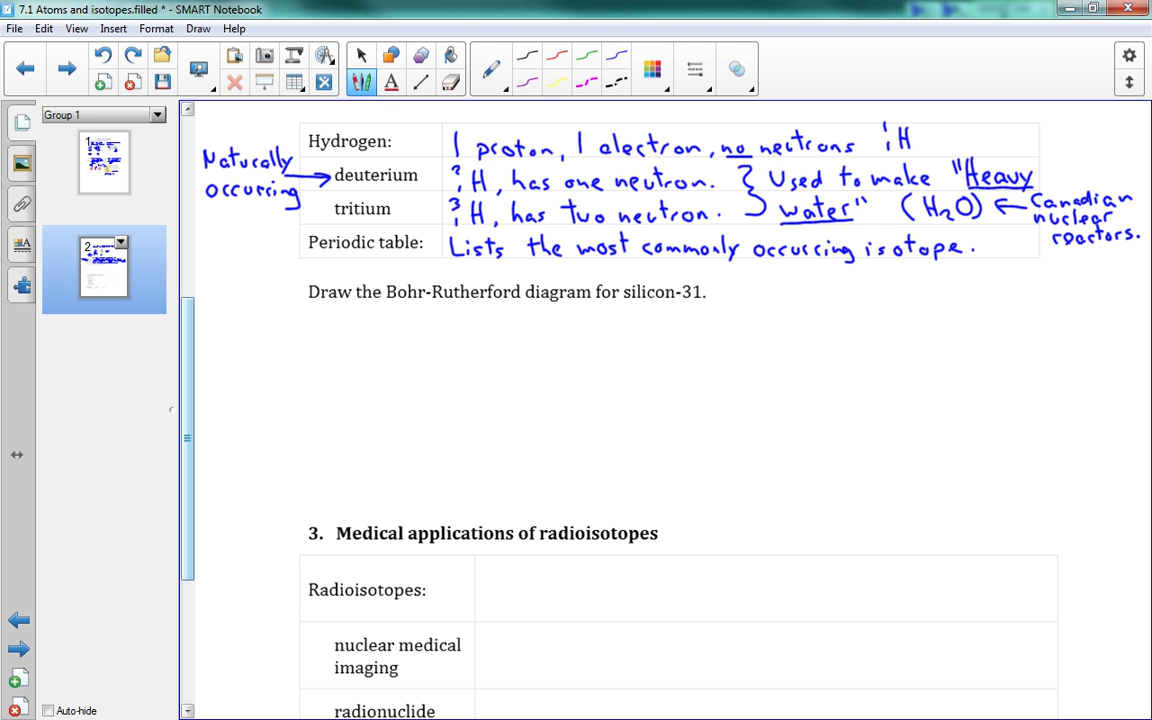 7.1 Atoms and isotopes.filled * - SMART Notebook
File Edit View Insert Format Draw Help
Group 1
1
2
Auto-hide
Hydrogen: 1 proton, 1 electron, no neutrons ¹₁H
Naturally occurring → deuterium ²₁H, has one neutron. } Used to make "Heavy
tritium ³₁H, has two neutron. water" (H₂O) ← Canadian nuclear reactors.
Periodic table: Lists the most commonly occurring isotope.
Draw the Bohr-Rutherford diagram for silicon-31.
3. Medical applications of radioisotopes
Radioisotopes:
nuclear medical
imaging
radionuclide